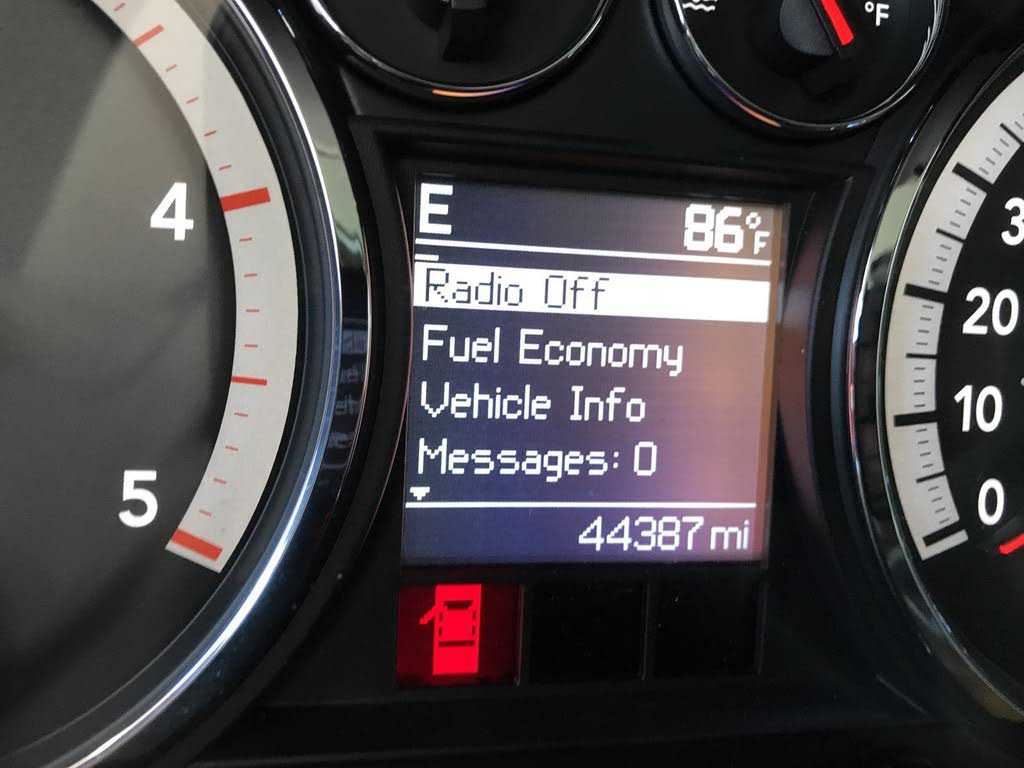 °F
E 86°F
Radio Off
Fuel Economy
Vehicle Info
Messages: 0
44387 mi
4
5
20
10
0